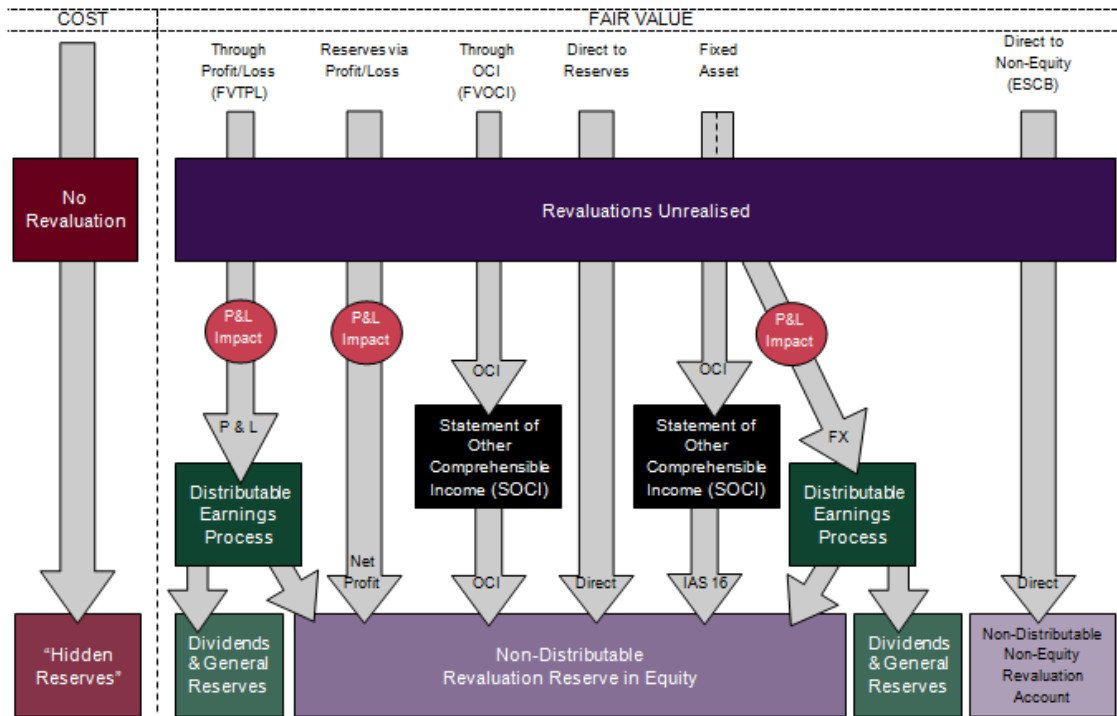 COST
FAIR VALUE
Through
Profit/Loss
(FVTPL)
Reserves via
Profit/Loss
Through
OCI
(FVOCI)
Direct to
Reserves
Fixed
Asset
Direct to
Non-Equity
(ESCB)
No
Revaluation
Revaluations Unrealised
P&L
Impact
P&L
Impact
P&L
Impact
OCI
OCI
P & L
Statement of
Other
Comprehensible
Income (SOCI)
Statement of
Other
Comprehensible
Income (SOCI)
FX
Distributable
Earnings
Process
Distributable
Earnings
Process
Net
Profit
OCI
Direct
IAS 16
Direct
“Hidden
Reserves”
Dividends
& General
Reserves
Non-Distributable
Revaluation Reserve in Equity
Dividends
& General
Reserves
Non-Distributable
Non-Equity
Revaluation
Account